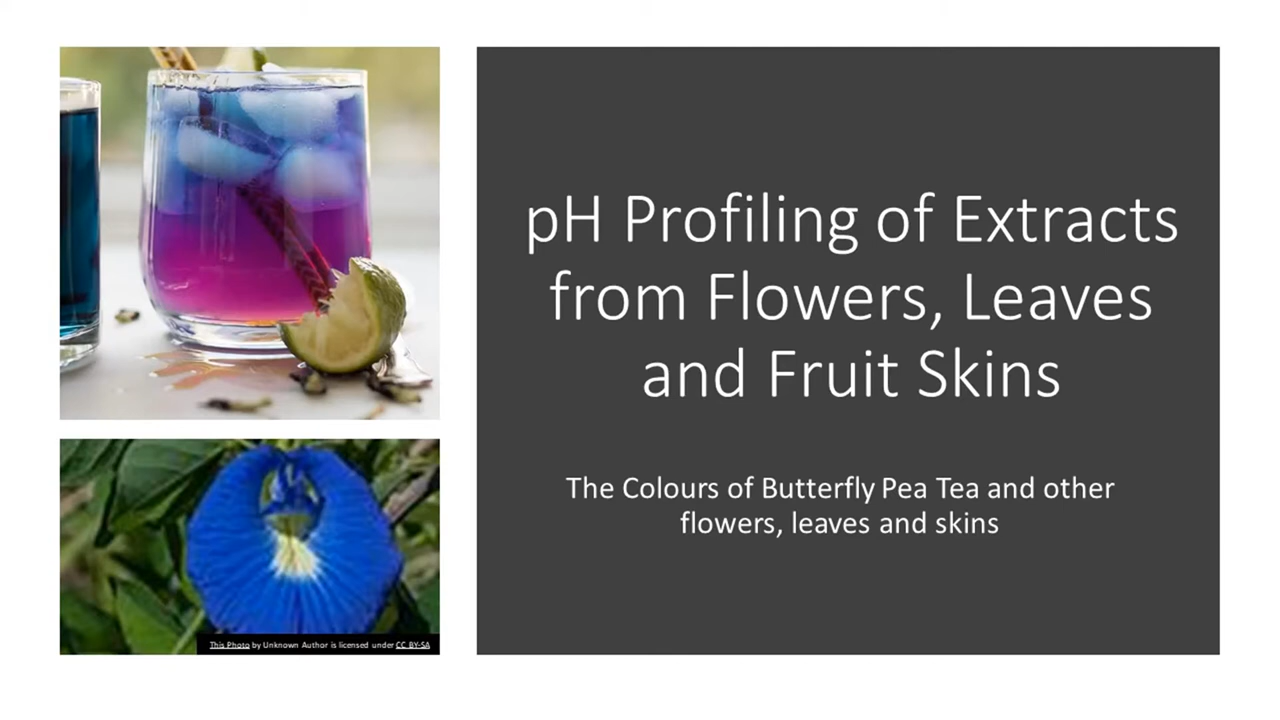 pH Profiling of Extracts
from Flowers, Leaves
and Fruit Skins
The Colours of Butterfly Pea Tea and other
flowers, leaves and skins
This Photo by Unknown Author is licensed under CC BY-SA